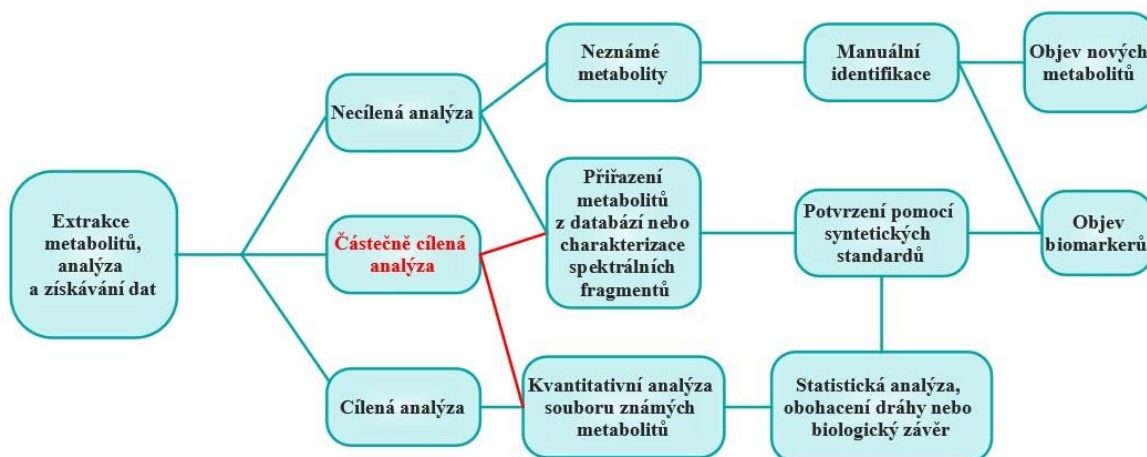 Extrakce
metabolitů,
analýza
a získávání dat
Necílená analýza
Částečně cílená
analýza
Cílená analýza
Neznámé
metabolity
Přiřazení
metabolitů
z databází nebo
charakterizace
spektrálních
fragmentů
Kvantitativní analýza
souboru známých
metabolitů
Manuální
identifikace
Potvrzení pomocí
syntetických
standardů
Statistická analýza,
obohacení dráhy nebo
biologický závěr
Objev nových
metabolitů
Objev
biomarkerů